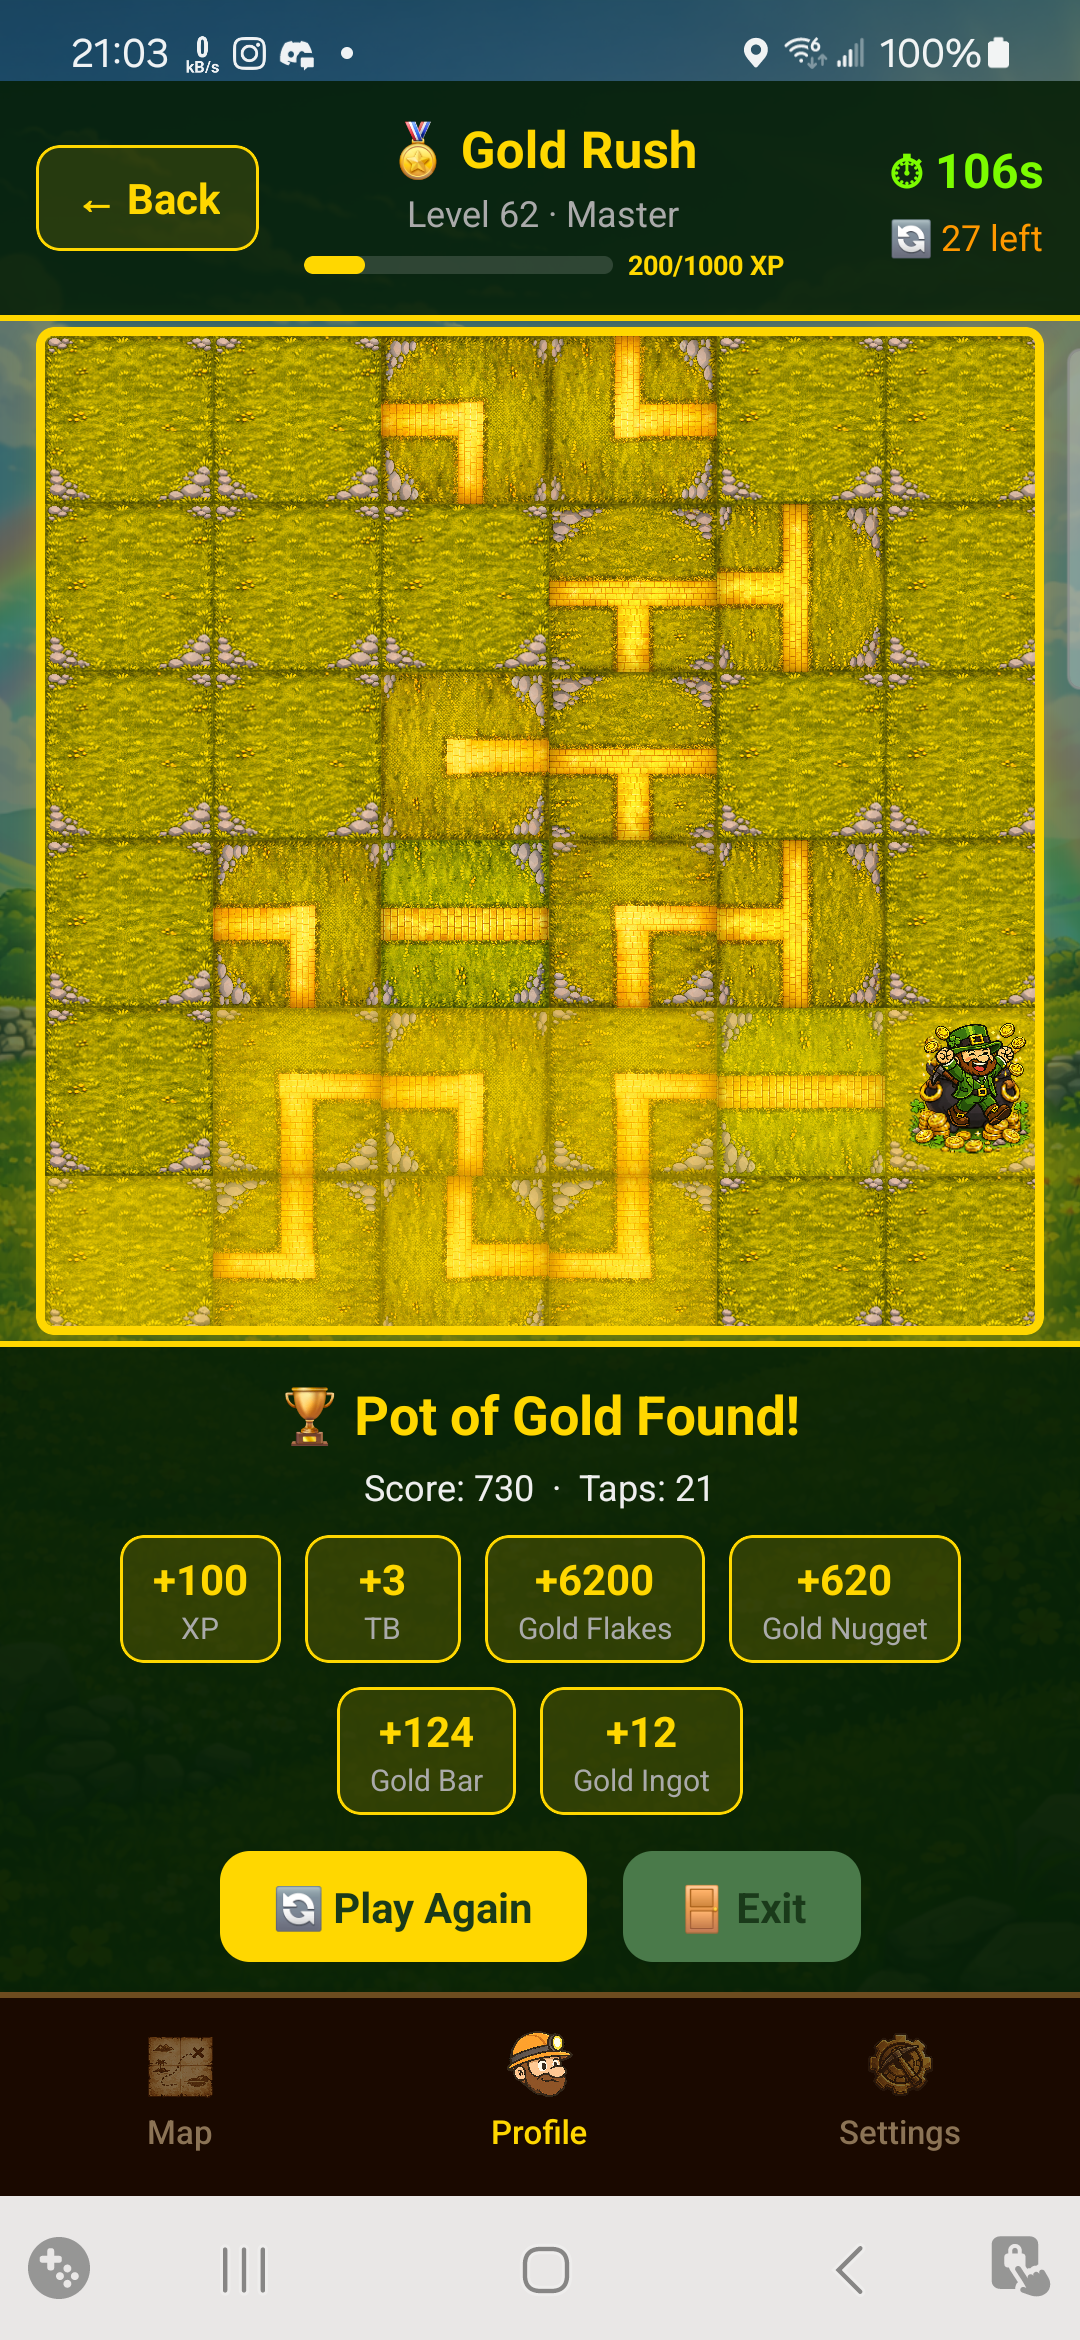 21:03 0 kB/s 100%
← Back
Gold Rush
Level 62 · Master
200/1000 XP
106s
27 left
Pot of Gold Found!
Score: 730 · Taps: 21
+100
XP
+3
TB
+6200
Gold Flakes
+620
Gold Nugget
+124
Gold Bar
+12
Gold Ingot
Play Again
Exit
Map
Profile
Settings